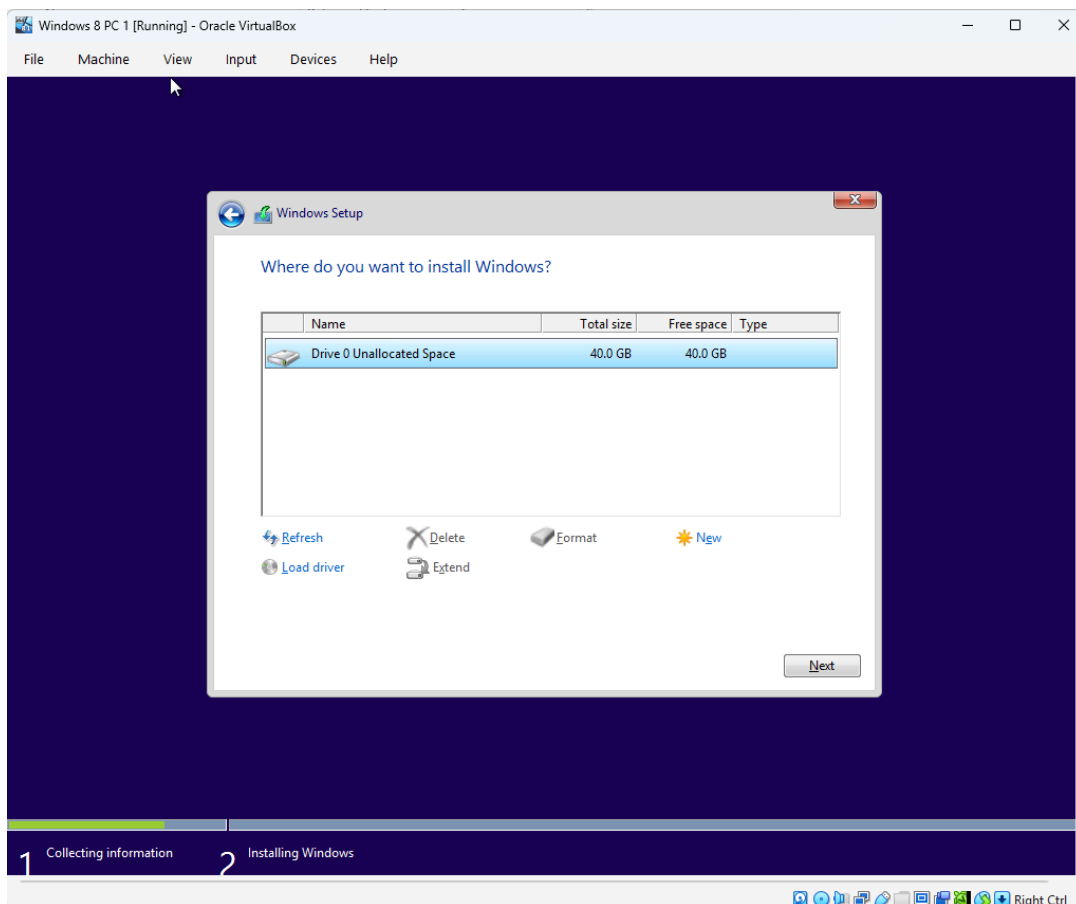 Windows 8 PC 1 [Running] - Oracle VirtualBox
File Machine View Input Devices Help
Windows Setup
Where do you want to install Windows?
Name Total size Free space Type
Drive 0 Unallocated Space 40.0 GB 40.0 GB
Refresh Delete Format New
Load driver Extend
Next
1 Collecting information 2 Installing Windows
Right Ctrl